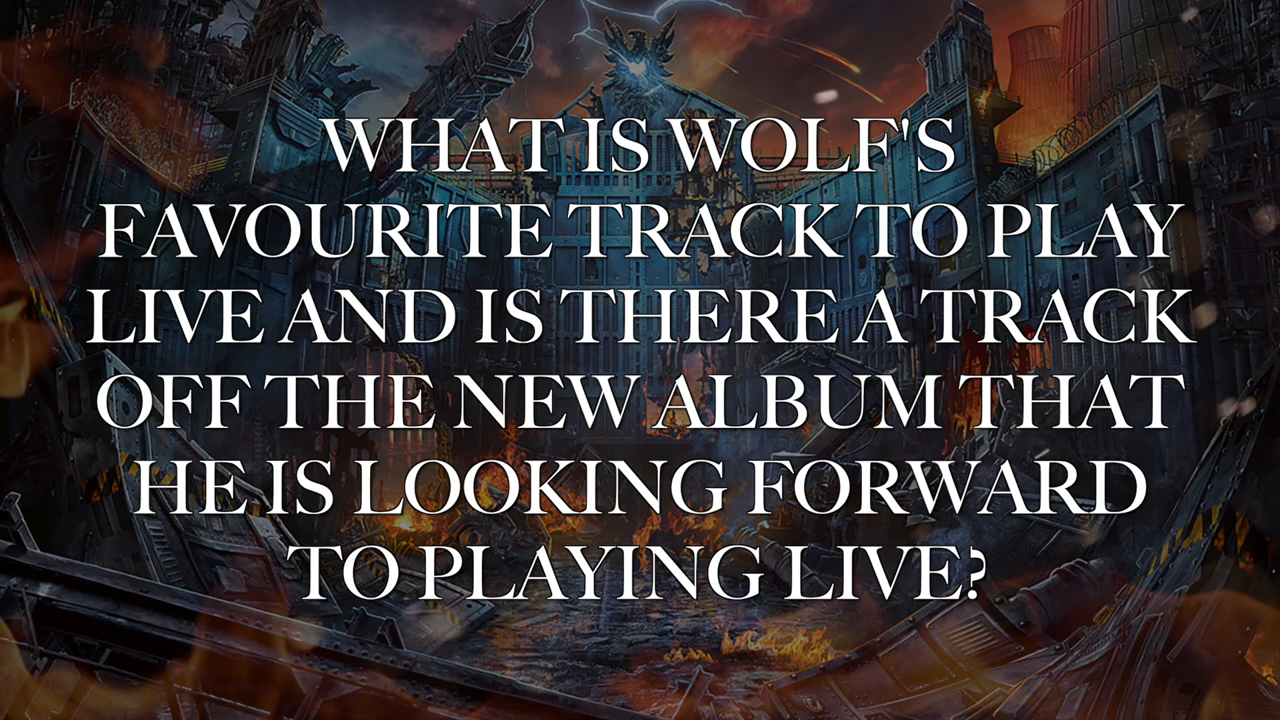 WHAT IS WOLF'S
FAVOURITE TRACK TO PLAY
LIVE AND IS THERE A TRACK
OFF THE NEW ALBUM THAT
HE IS LOOKING FORWARD
TO PLAYING LIVE?